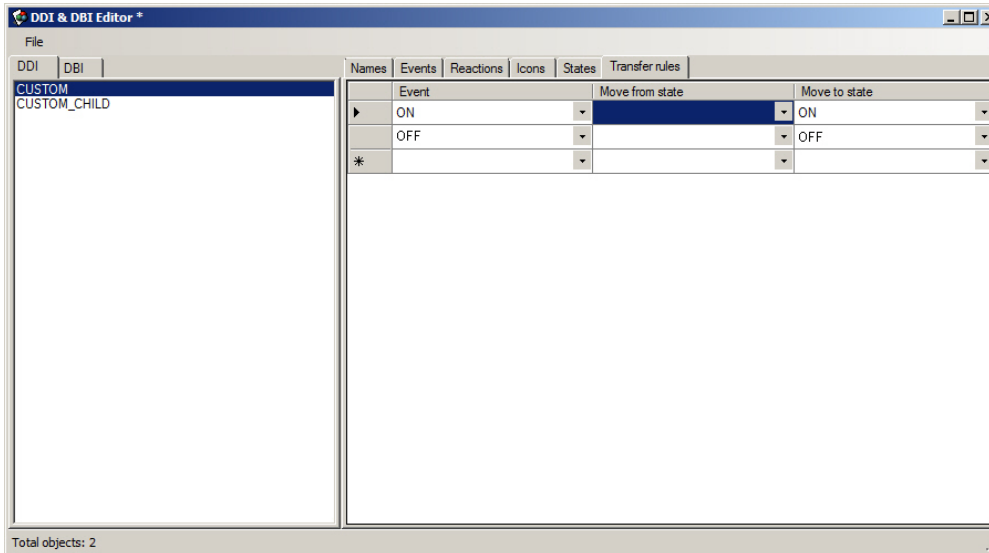 DDI & DBI Editor *
File
DDI DBI
Names Events Reactions Icons States Transfer rules
CUSTOM
CUSTOM_CHILD
Event Move from state Move to state
ON ON
OFF OFF
Total objects: 2